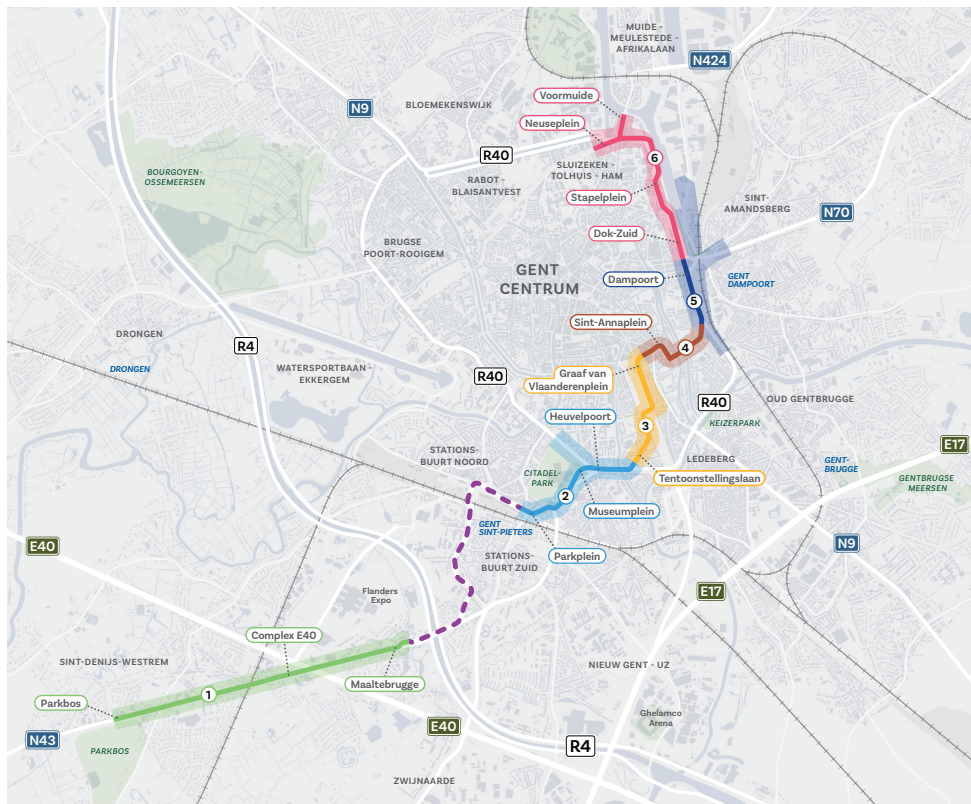 MUIDE -
MEULESTEDE -
AFRIKALAAN
N424
Voormuide
BLOEMEKENSWIJK
N9
Neuseplein
R40
6
SLUIZEKEN -
TOLHUIS - HAM
BOURGOYEN-
OSSEMEERSEN
RABOT -
BLAISANTVEST
Stapelplein
SINT-
AMANDSBERG
N70
Dok-Zuid
BRUGSE
POORT-ROOIGEM
GENT
CENTRUM
Dampoort
GENT
DAMPOORT
5
Sint-Annaplein
DRONGEN
R4
4
DRONGEN
WATERSPORTBAAN -
EKKERGEM
R40
Graaf van
Vlaanderenplein
R40
OUD GENTBRUGGE
Heuvelpoort
KEIZERPARK
3
E17
STATIONS-
BUURT NOORD
LEDEBERG
GENT-
BRUGGE
CITADEL-
PARK
Tentoonstellingslaan
GENTBRUGSE
MEERSEN
2
Museumplein
GENT
SINT-PIETERS
E40
Parkplein
STATIONS-
BUURT ZUID
N9
Flanders
Expo
E17
Complex E40
SINT-DENIJS-WESTREM
NIEUW GENT - UZ
Maaltebrugge
1
Parkbos
Ghelamco
Arena
E40
N43
PARKBOS
R4
ZWIJNAARDE